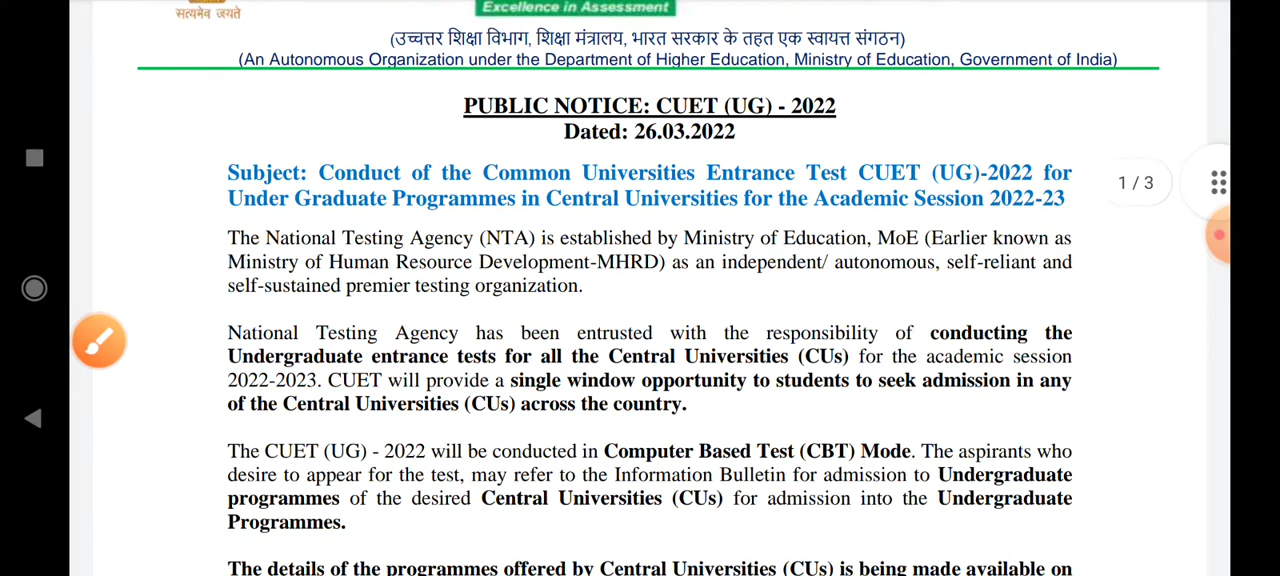 सत्यमेव जयते
Excellence in Assessment
(उच्चत्तर शिक्षा विभाग, शिक्षा मंत्रालय, भारत सरकार के तहत एक स्वायत्त संगठन)
(An Autonomous Organization under the Department of Higher Education, Ministry of Education, Government of India)
PUBLIC NOTICE: CUET (UG) - 2022
Dated: 26.03.2022
Subject: Conduct of the Common Universities Entrance Test CUET (UG)-2022 for
Under Graduate Programmes in Central Universities for the Academic Session 2022-23
1 / 3
The National Testing Agency (NTA) is established by Ministry of Education, MoE (Earlier known as
Ministry of Human Resource Development-MHRD) as an independent/ autonomous, self-reliant and
self-sustained premier testing organization.
National Testing Agency has been entrusted with the responsibility of conducting the
Undergraduate entrance tests for all the Central Universities (CUs) for the academic session
2022-2023. CUET will provide a single window opportunity to students to seek admission in any
of the Central Universities (CUs) across the country.
The CUET (UG) - 2022 will be conducted in Computer Based Test (CBT) Mode. The aspirants who
desire to appear for the test, may refer to the Information Bulletin for admission to Undergraduate
programmes of the desired Central Universities (CUs) for admission into the Undergraduate
Programmes.
The details of the programmes offered by Central Universities (CUs) is being made available on